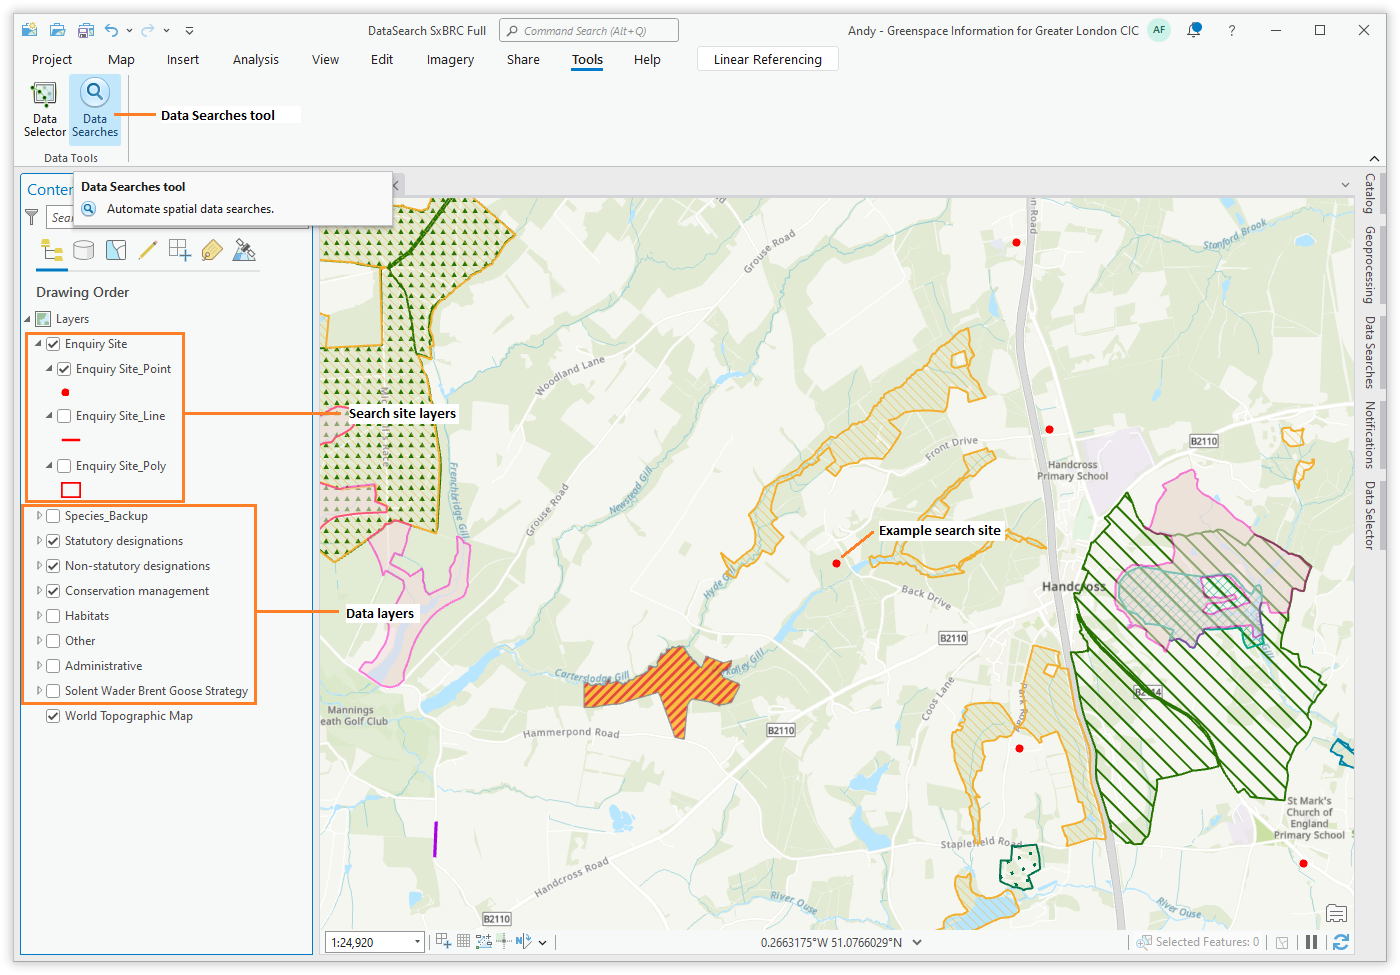 DataSearch SxBRC Full
Command Search (Alt+Q)
Andy - Greenspace Information for Greater London CIC
AF
?
Project
Map
Insert
Analysis
View
Edit
Imagery
Share
Tools
Help
Linear Referencing
Data
Selector
Data
Searches
Data Searches tool
Data Tools
Data Searches tool
Automate spatial data searches.
Drawing Order
Layers
Enquiry Site
Enquiry Site_Point
Enquiry Site_Line
Enquiry Site_Poly
Species_Backup
Statutory designations
Non-statutory designations
Conservation management
Habitats
Other
Administrative
Solent Wader Brent Goose Strategy
World Topographic Map
Search site layers
Data layers
Example search site
Grouse Road
Stanford Brook
Woodland Lane
Frenchbridge Gill
Newstead Gill
Grouse Road
Front Drive
Handcross
Primary School
B2110
Hyde Gill
Back Drive
Handcross
B2110
Carterslodge Gill
Coos Lane
Park Road
B2114
Mannings
eath Golf Club
Hammerpond Road
B2110
St Mark's
Church of
England
Primary School
Staplefield Road
Handcross Road
River Ouse
River Ouse
B2110
Catalog
Geoprocessing
Data Searches
Notifications
Data Selector
1:24,920
0.2663175°W 51.0766029°N
Selected Features: 0